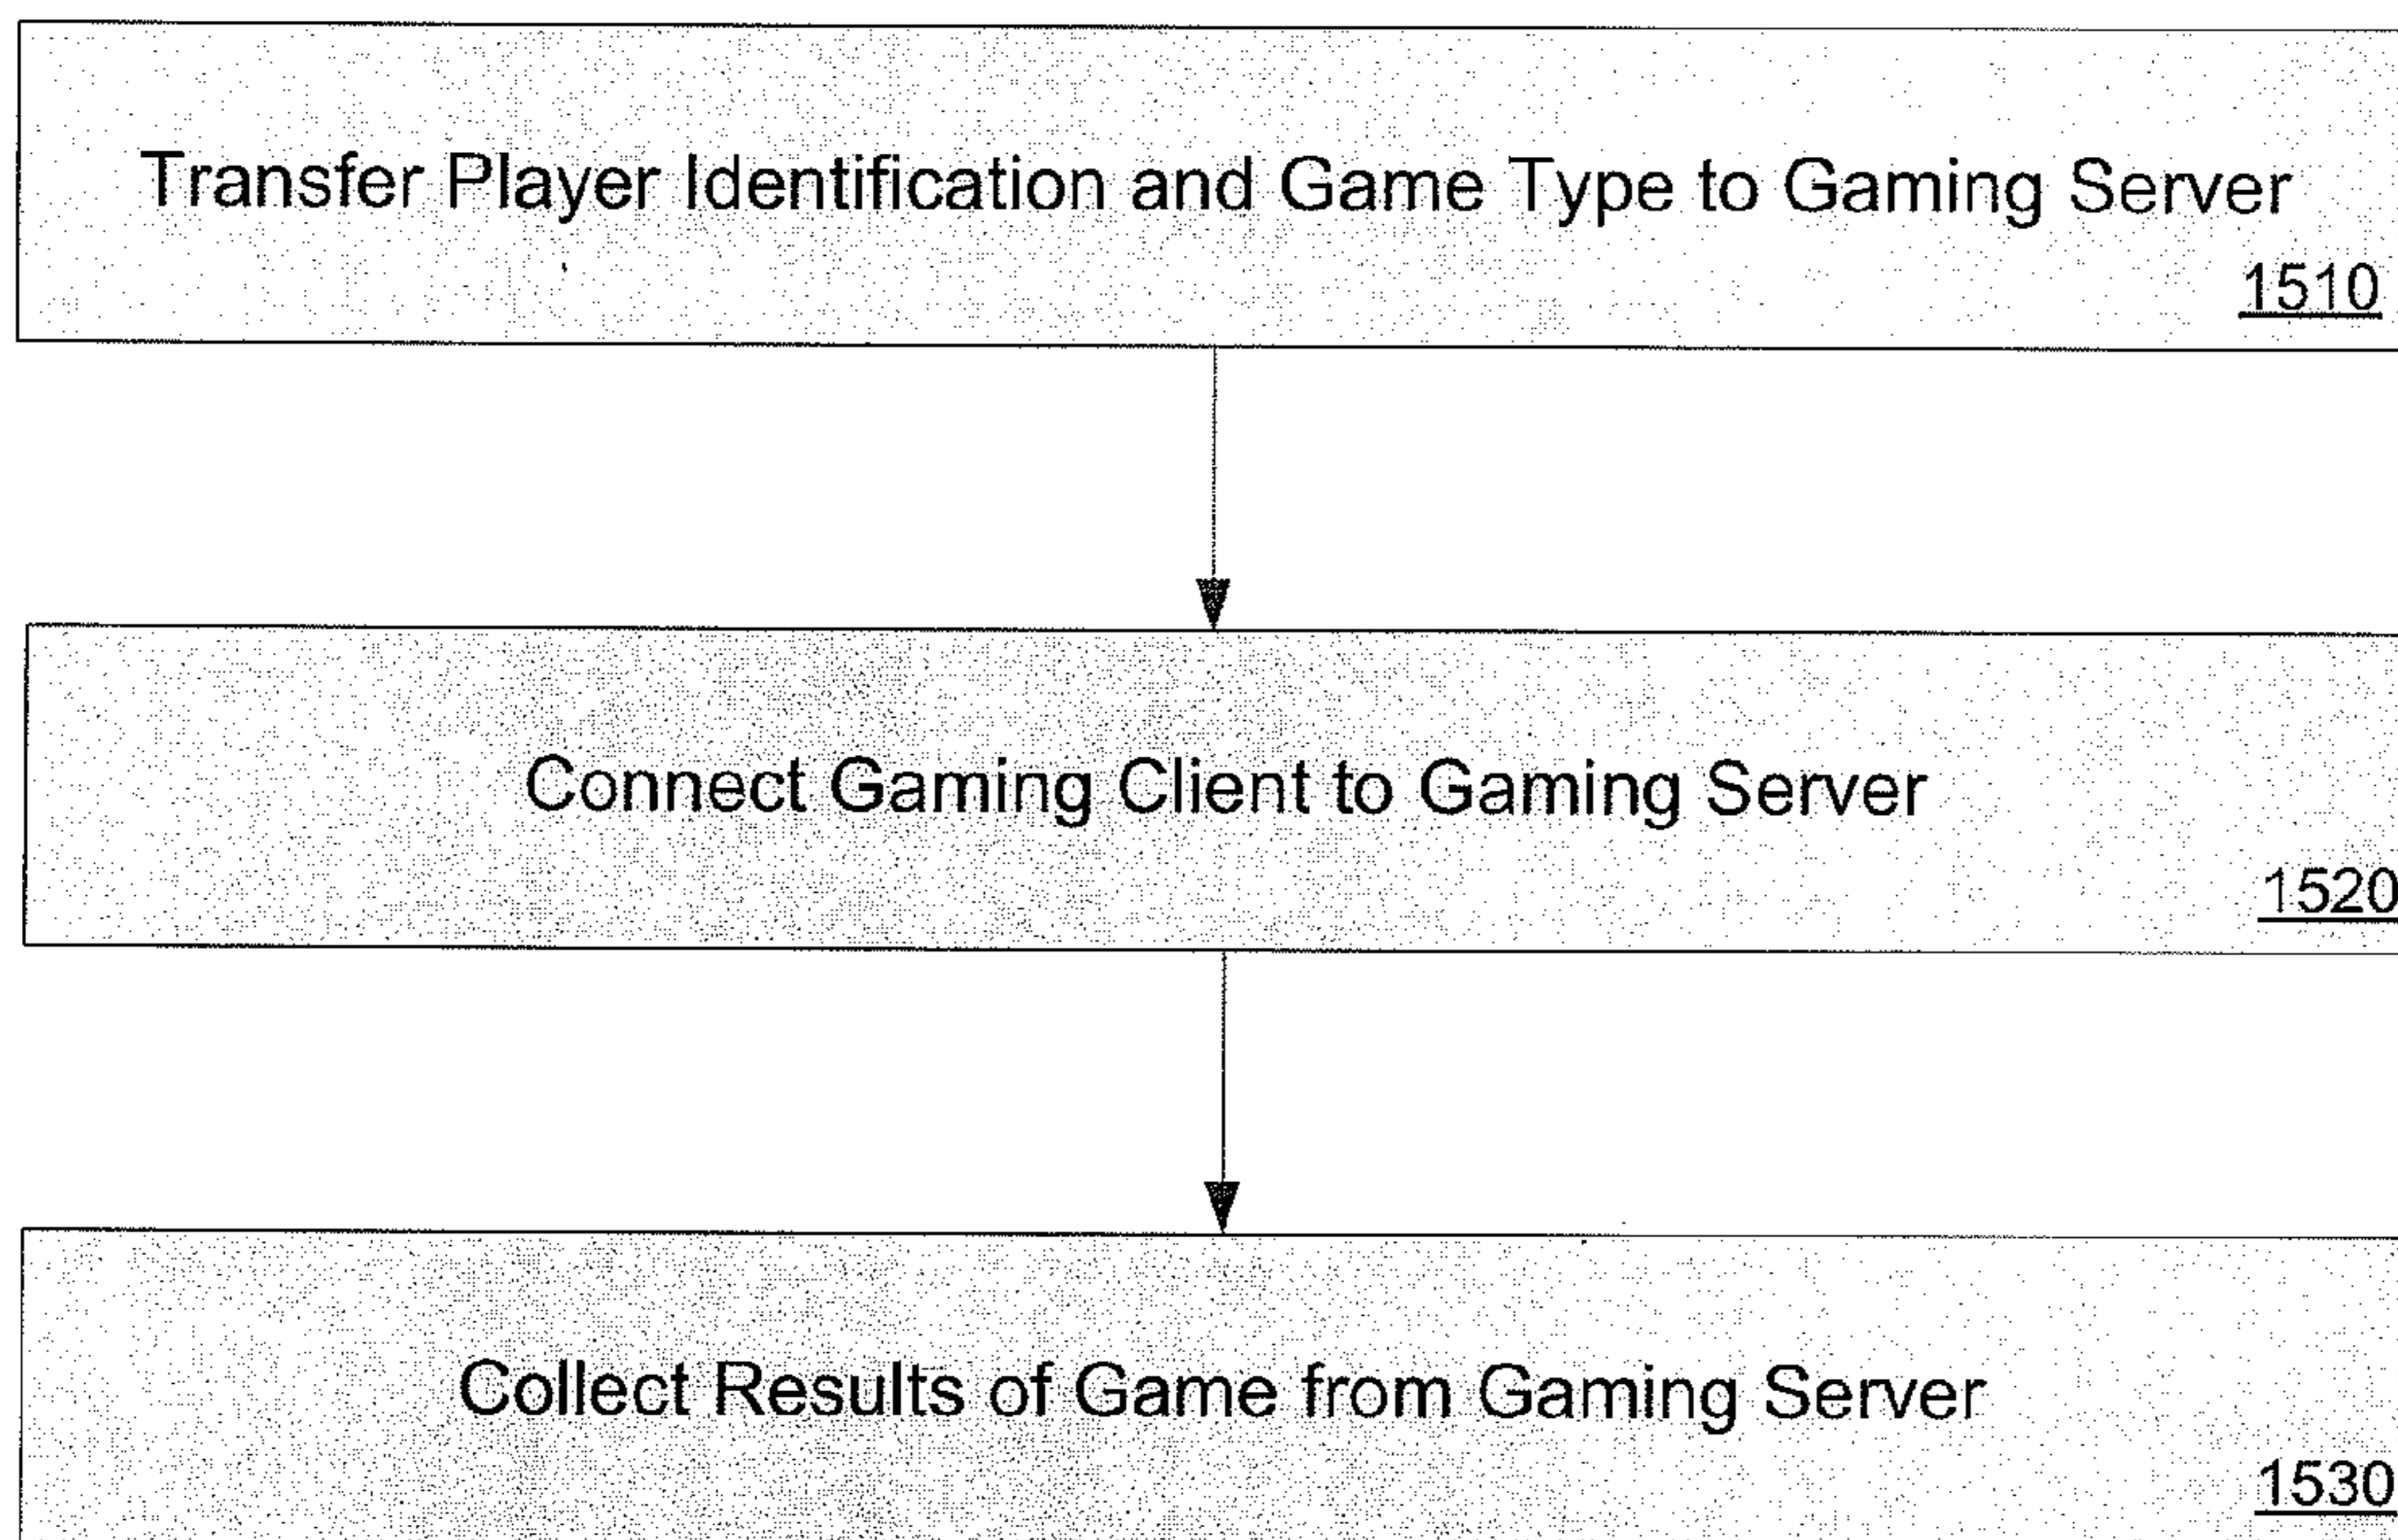 Transfer Player Identification and Game Type to Gaming Server
1510
Connect Gaming Client to Gaming Server
1520
Collect Results of Game from Gaming Server
1530